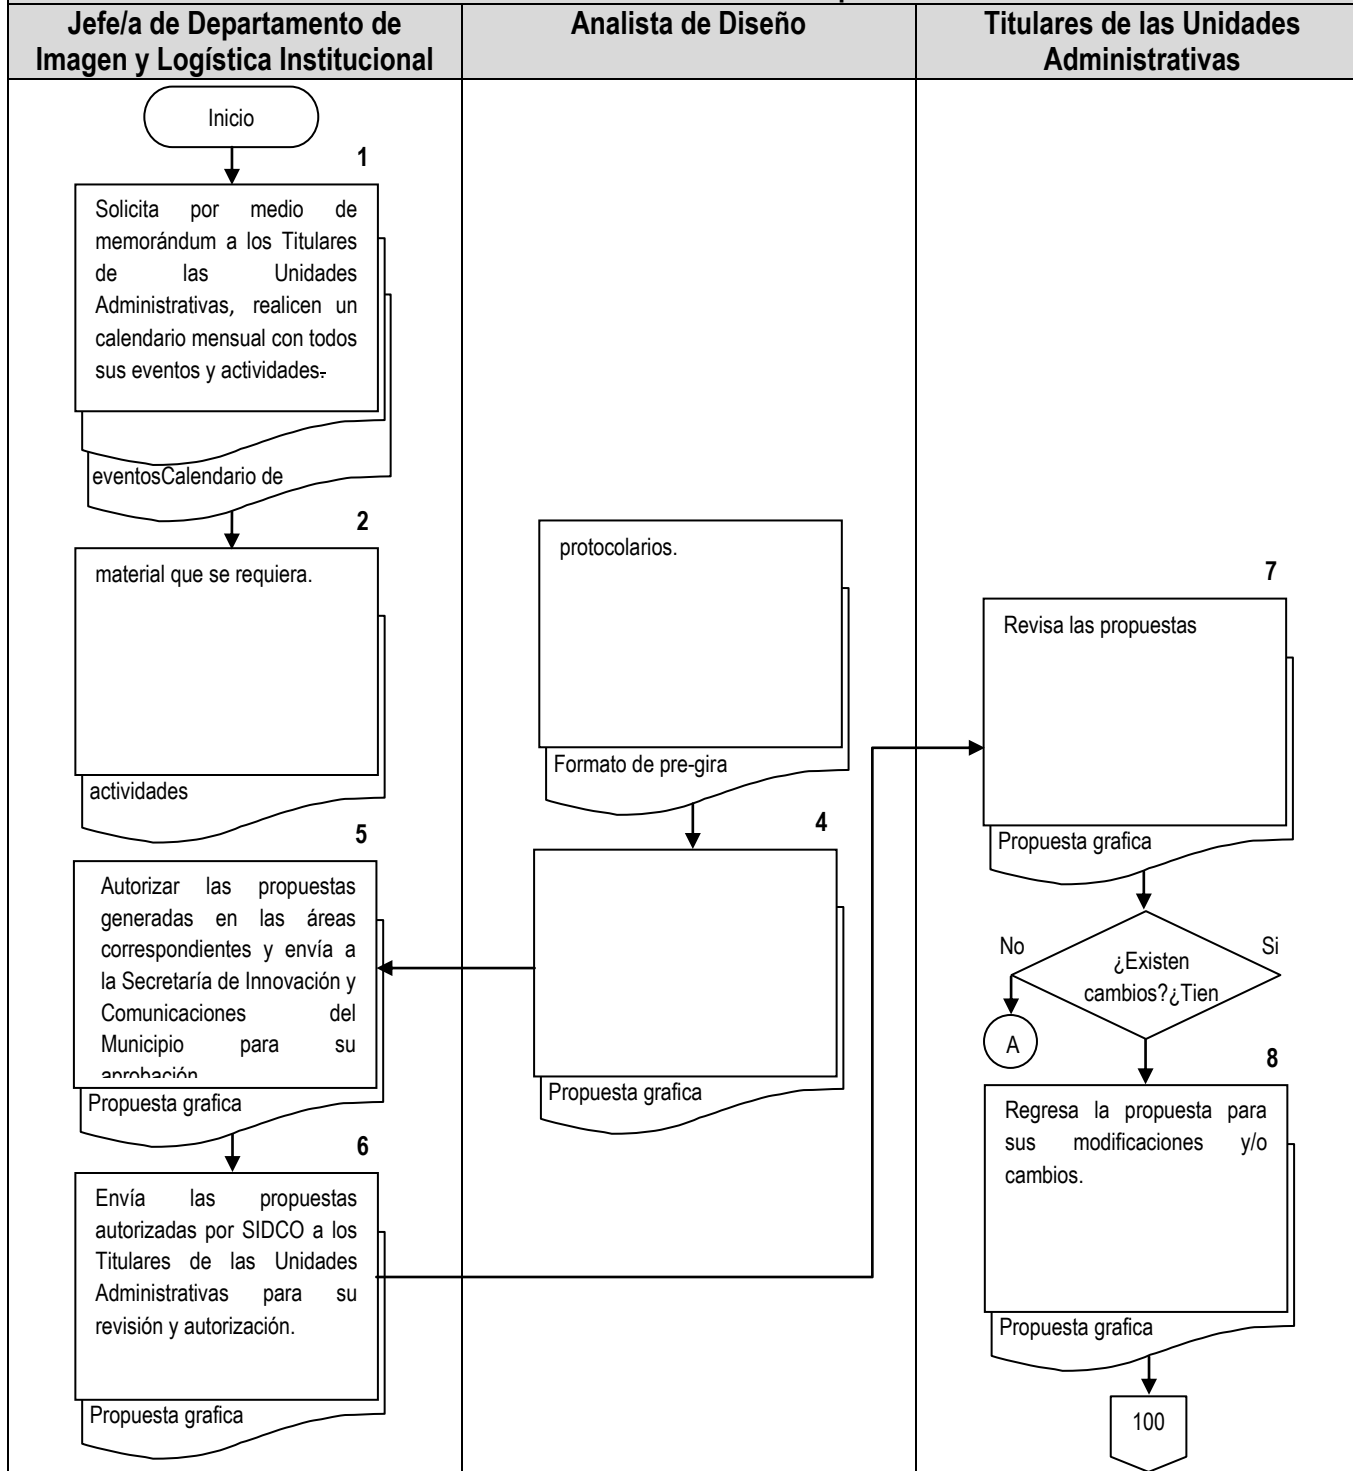 Jefe/a de Departamento de
Imagen y Logística Institucional
Analista de Diseño
Titulares de las Unidades
Administrativas
Inicio
1
Solicita por medio de
memorándum a los Titulares
de las Unidades
Administrativas, realicen un
calendario mensual con todos
sus eventos y actividades.
eventosCalendario de
2
material que se requiera.
actividades
protocolarios.
Formato de pre-gira
4
Propuesta grafica
5
Autorizar las propuestas
generadas en las áreas
correspondientes y envía a
la Secretaría de Innovación y
Comunicaciones del
Municipio para su
aprobación
Propuesta grafica
6
Envía las propuestas
autorizadas por SIDCO a los
Titulares de las Unidades
Administrativas para su
revisión y autorización.
Propuesta grafica
7
Revisa las propuestas
Propuesta grafica
No
Si
¿Existen
cambios?¿Tien
A
8
Regresa la propuesta para
sus modificaciones y/o
cambios.
Propuesta grafica
100